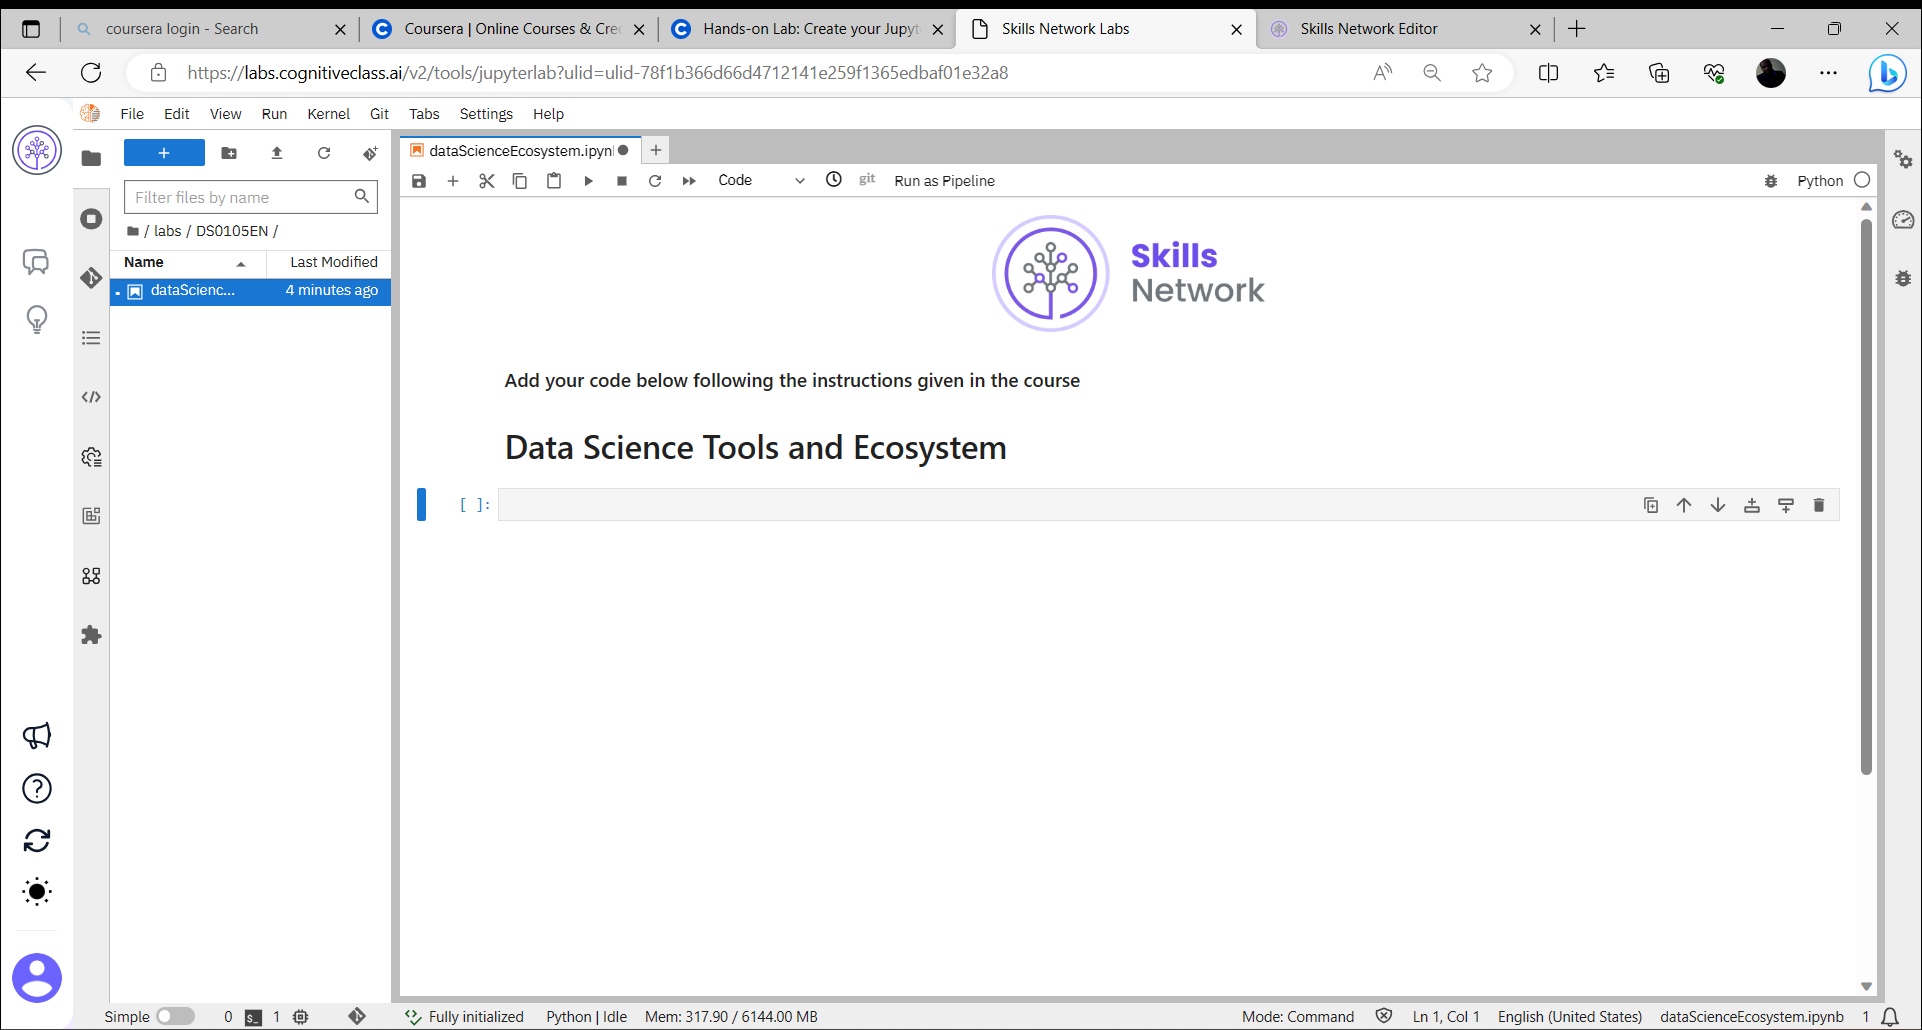 coursera login - Search
Coursera | Online Courses & Cre
Hands-on Lab: Create your Jupyt
Skills Network Labs
Skills Network Editor
https://labs.cognitiveclass.ai/v2/tools/jupyterlab?ulid=ulid-78f1b366d66d4712141e259f1365edbaf01e32a8
File Edit View Run Kernel Git Tabs Settings Help
dataScienceEcosystem.ipyn
Code
git
Run as Pipeline
Python
Filter files by name
/ labs / DS0105EN /
Name Last Modified
dataScienc... 4 minutes ago
Skills
Network
Add your code below following the instructions given in the course
Data Science Tools and Ecosystem
[ ]:
Simple 0 $_ 1 Fully initialized Python | Idle Mem: 317.90 / 6144.00 MB Mode: Command Ln 1, Col 1 English (United States) dataScienceEcosystem.ipynb 1